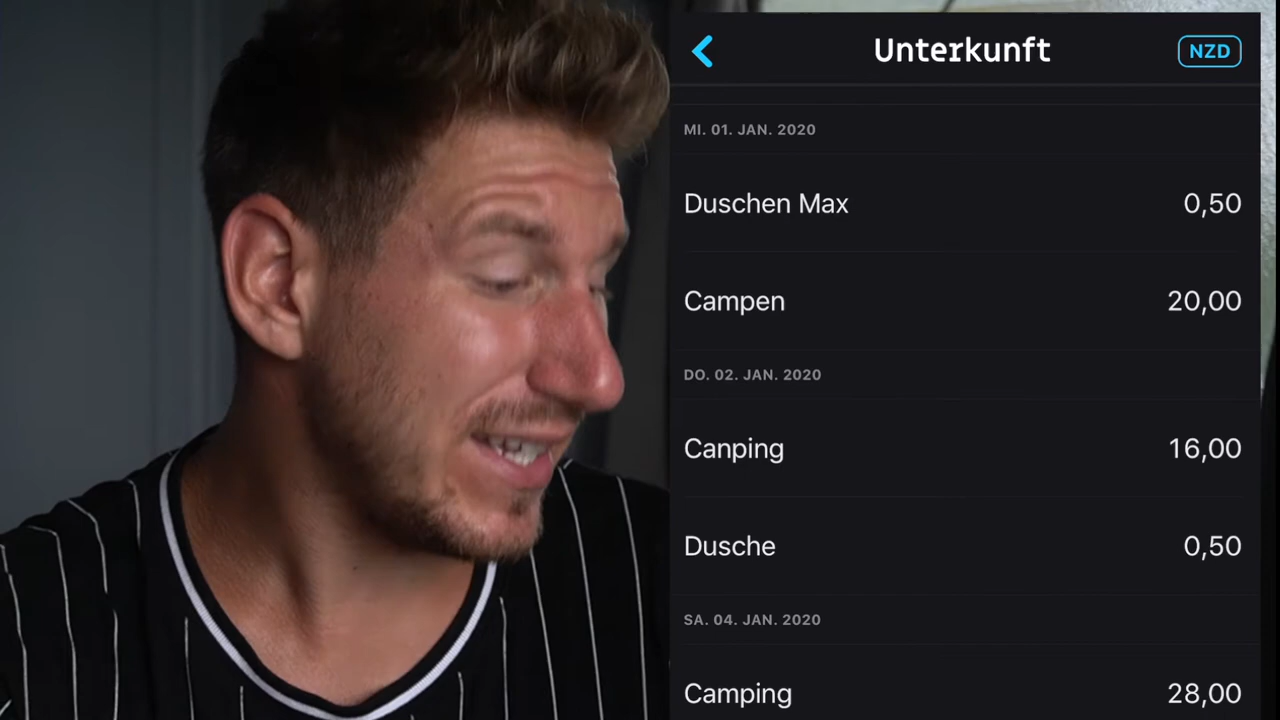 Unterkunft
NZD
MI. 01. JAN. 2020
Duschen Max 0,50
Campen 20,00
DO. 02. JAN. 2020
Canping 16,00
Dusche 0,50
SA. 04. JAN. 2020
Camping 28,00